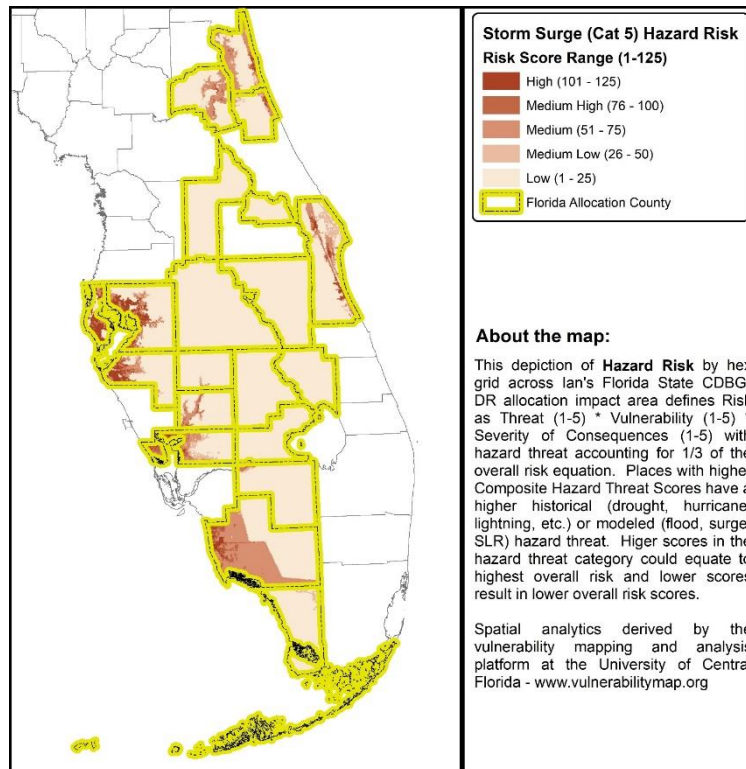 Storm Surge (Cat 5) Hazard Risk
Risk Score Range (1-125)
High (101 - 125)
Medium High (76 - 100)
Medium (51 - 75)
Medium Low (26 - 50)
Low (1 - 25)
Florida Allocation County
About the map:
This depiction of Hazard Risk by hex
grid across Ian's Florida State CDBG-
DR allocation impact area defines Risk
as Threat (1-5) * Vulnerability (1-5) *
Severity of Consequences (1-5) with
hazard threat accounting for 1/3 of the
overall risk equation. Places with higher
Composite Hazard Threat Scores have a
higher historical (drought, hurricane,
lightning, etc.) or modeled (flood, surge,
SLR) hazard threat. Higer scores in the
hazard threat category could equate to
highest overall risk and lower scores
result in lower overall risk scores.
Spatial analytics derived by the
vulnerability mapping and analysis
platform at the University of Central
Florida - www.vulnerabilitymap.org